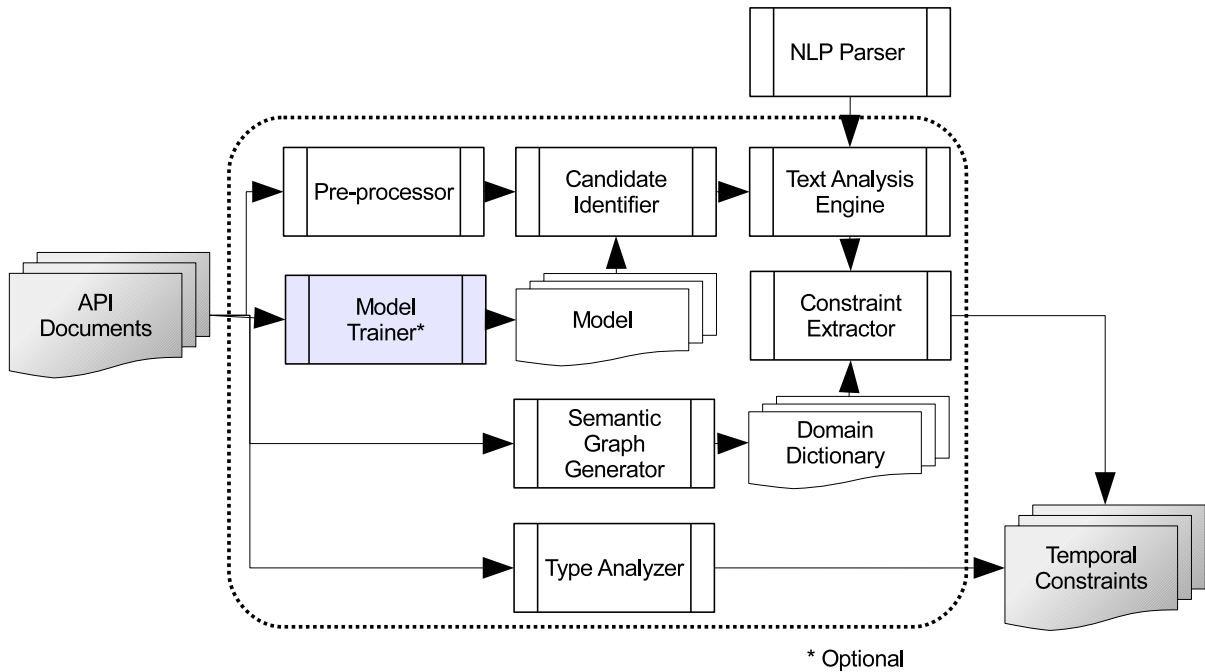 NLP Parser
Pre-processor
Candidate
Identifier
Text Analysis
Engine
API
Documents
Model
Trainer*
Model
Constraint
Extractor
Semantic
Graph
Generator
Domain
Dictionary
Type Analyzer
Temporal
Constraints
* Optional